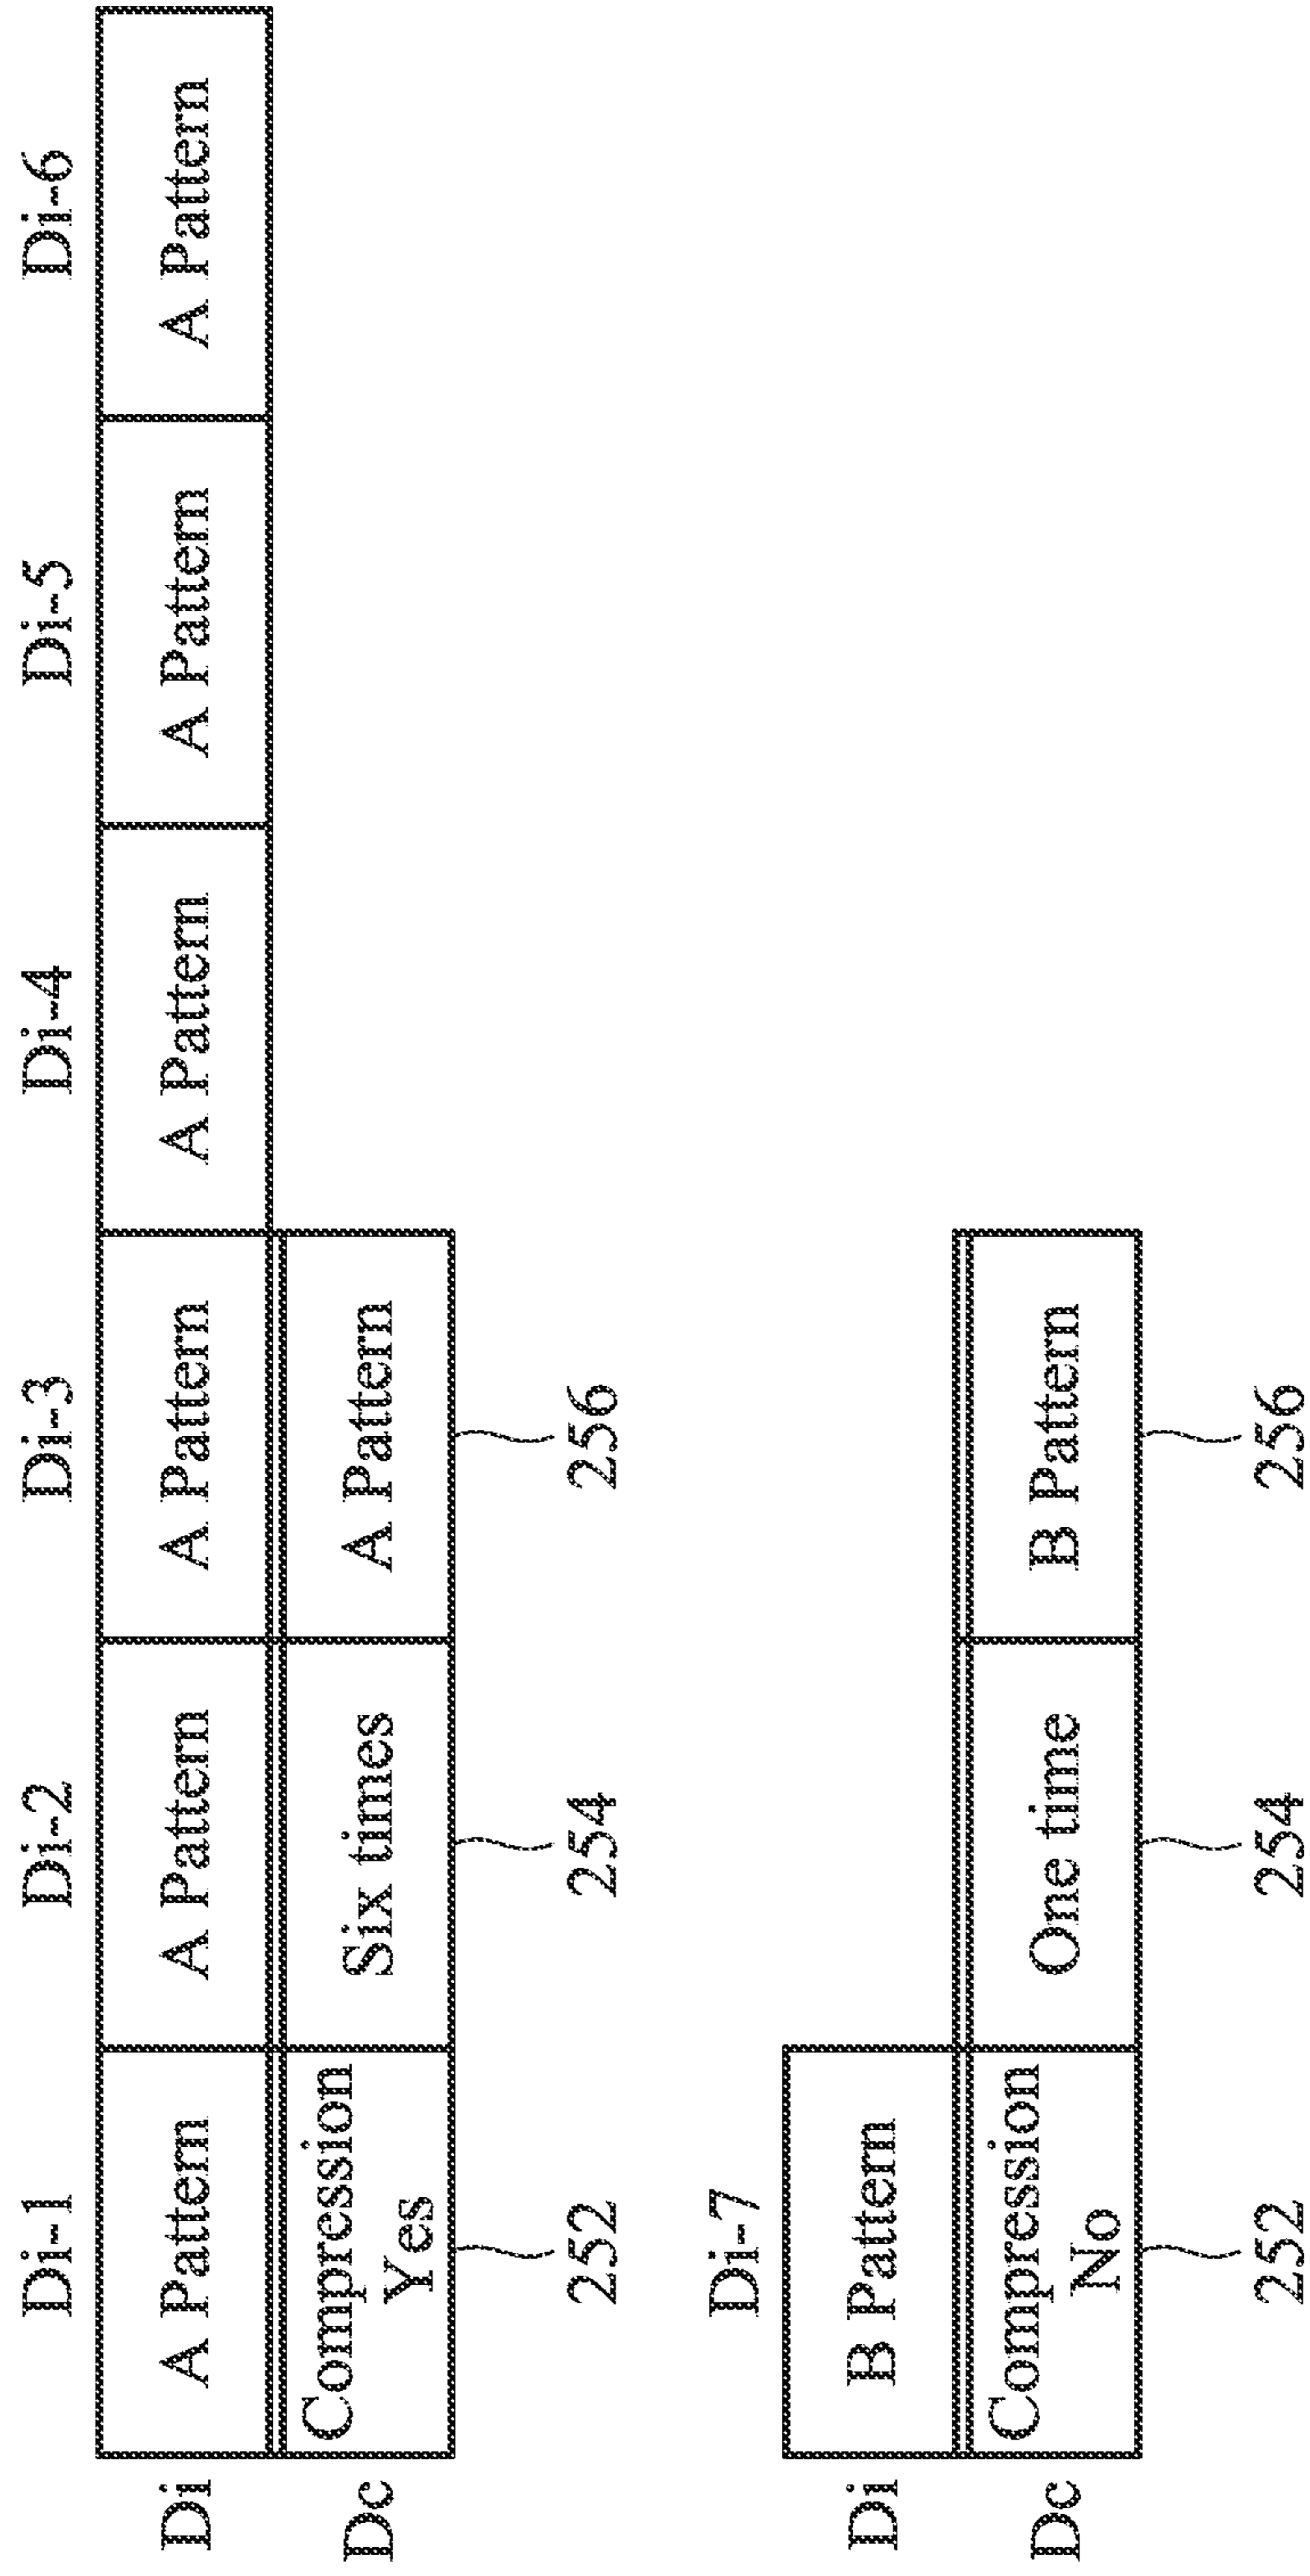 Di-1 Di-2 Di-3 Di-4 Di-5 Di-6
Di A Pattern A Pattern A Pattern A Pattern A Pattern A Pattern
Dc Compression Yes Six times A Pattern
252 254 256
Di-7
Di B Pattern
Dc Compression No One time B Pattern
252 254 256